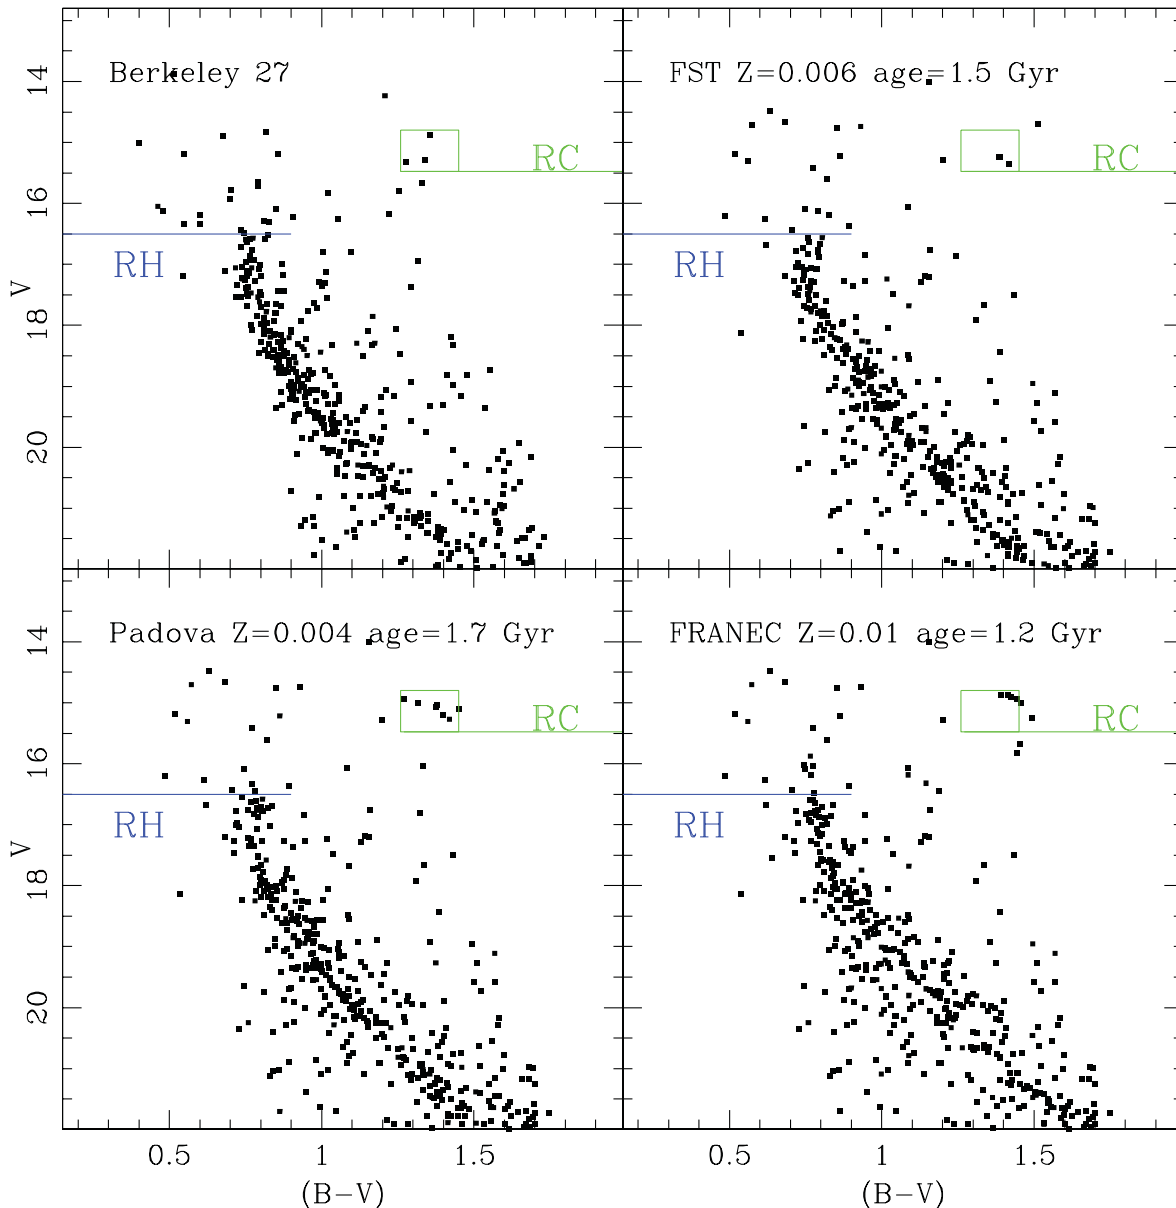 Berkeley 27
FST Z=0.006 age=1.5 Gyr
14
RC
RC
16
RH
RH
V
18
20
Padova Z=0.004 age=1.7 Gyr
FRANEC Z=0.01 age=1.2 Gyr
14
RC
RC
16
RH
RH
V
18
20
0.5 1 1.5
0.5 1 1.5
(B−V)
(B−V)